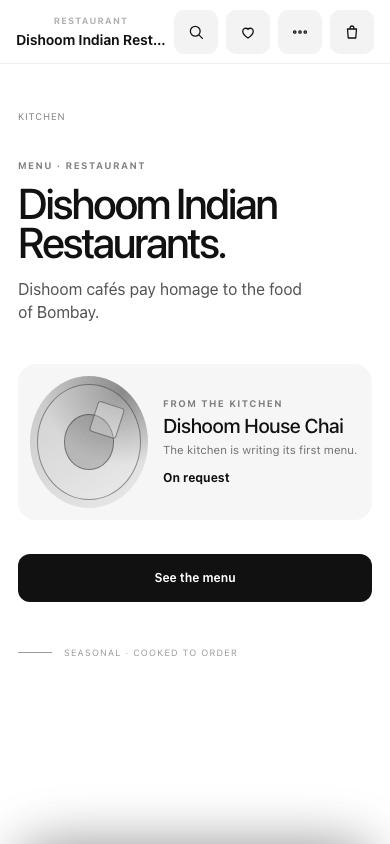 RESTAURANT
Dishoom Indian Rest...
KITCHEN
MENU · RESTAURANT
Dishoom Indian
Restaurants.
Dishoom cafés pay homage to the food
of Bombay.
FROM THE KITCHEN
Dishoom House Chai
The kitchen is writing its first menu.
On request
See the menu
SEASONAL · COOKED TO ORDER